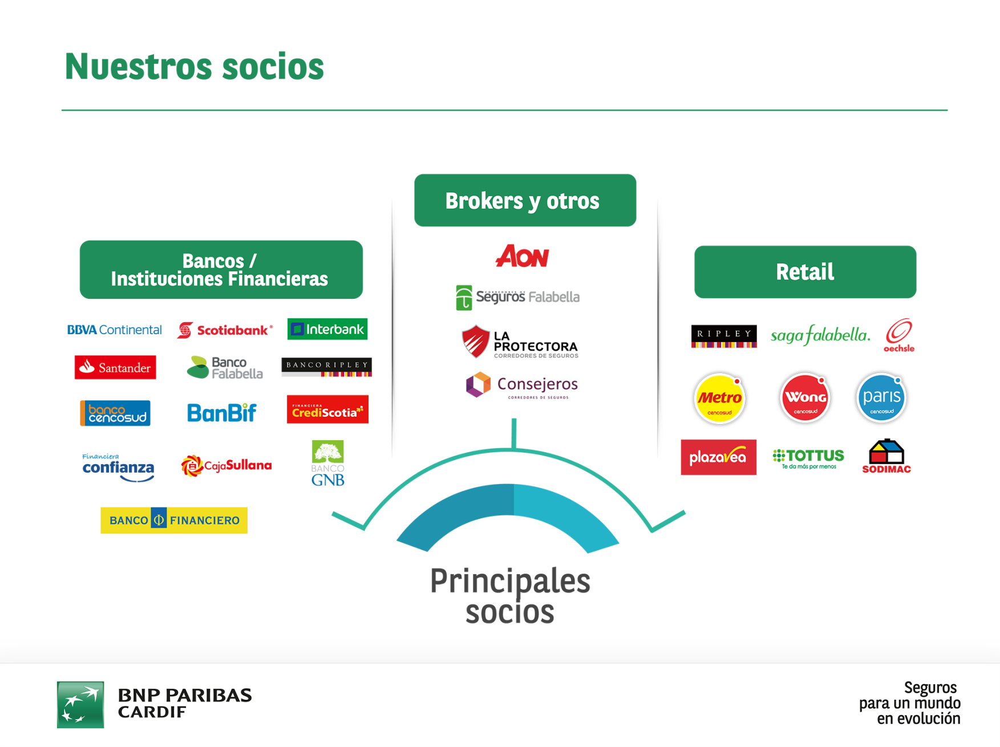 Nuestros socios
Brokers y otros
AON
CORREDORES DE
Seguros Falabella
LA
PROTECTORA
CORREDORES DE SEGUROS
Consejeros
CORREDORES DE SEGUROS
Bancos /
Instituciones Financieras
BBVA Continental
Scotiabank
Interbank
Santander
Banco
Falabella
BANCO RIPLEY
banco
cencosud
BanBif
FINANCIERA
CrediScotia
Financiera
confianza
CajaSullana
BANCO
GNB
BANCO FINANCIERO
Retail
RIPLEY
saga falabella.
oechsle
Metro
cencosud
Wong
cencosud
paris
cencosud
plazavea
TOTTUS
Te da más por menos
SODIMAC
Principales
socios
BNP PARIBAS
CARDIF
Seguros
para un mundo
en evolución